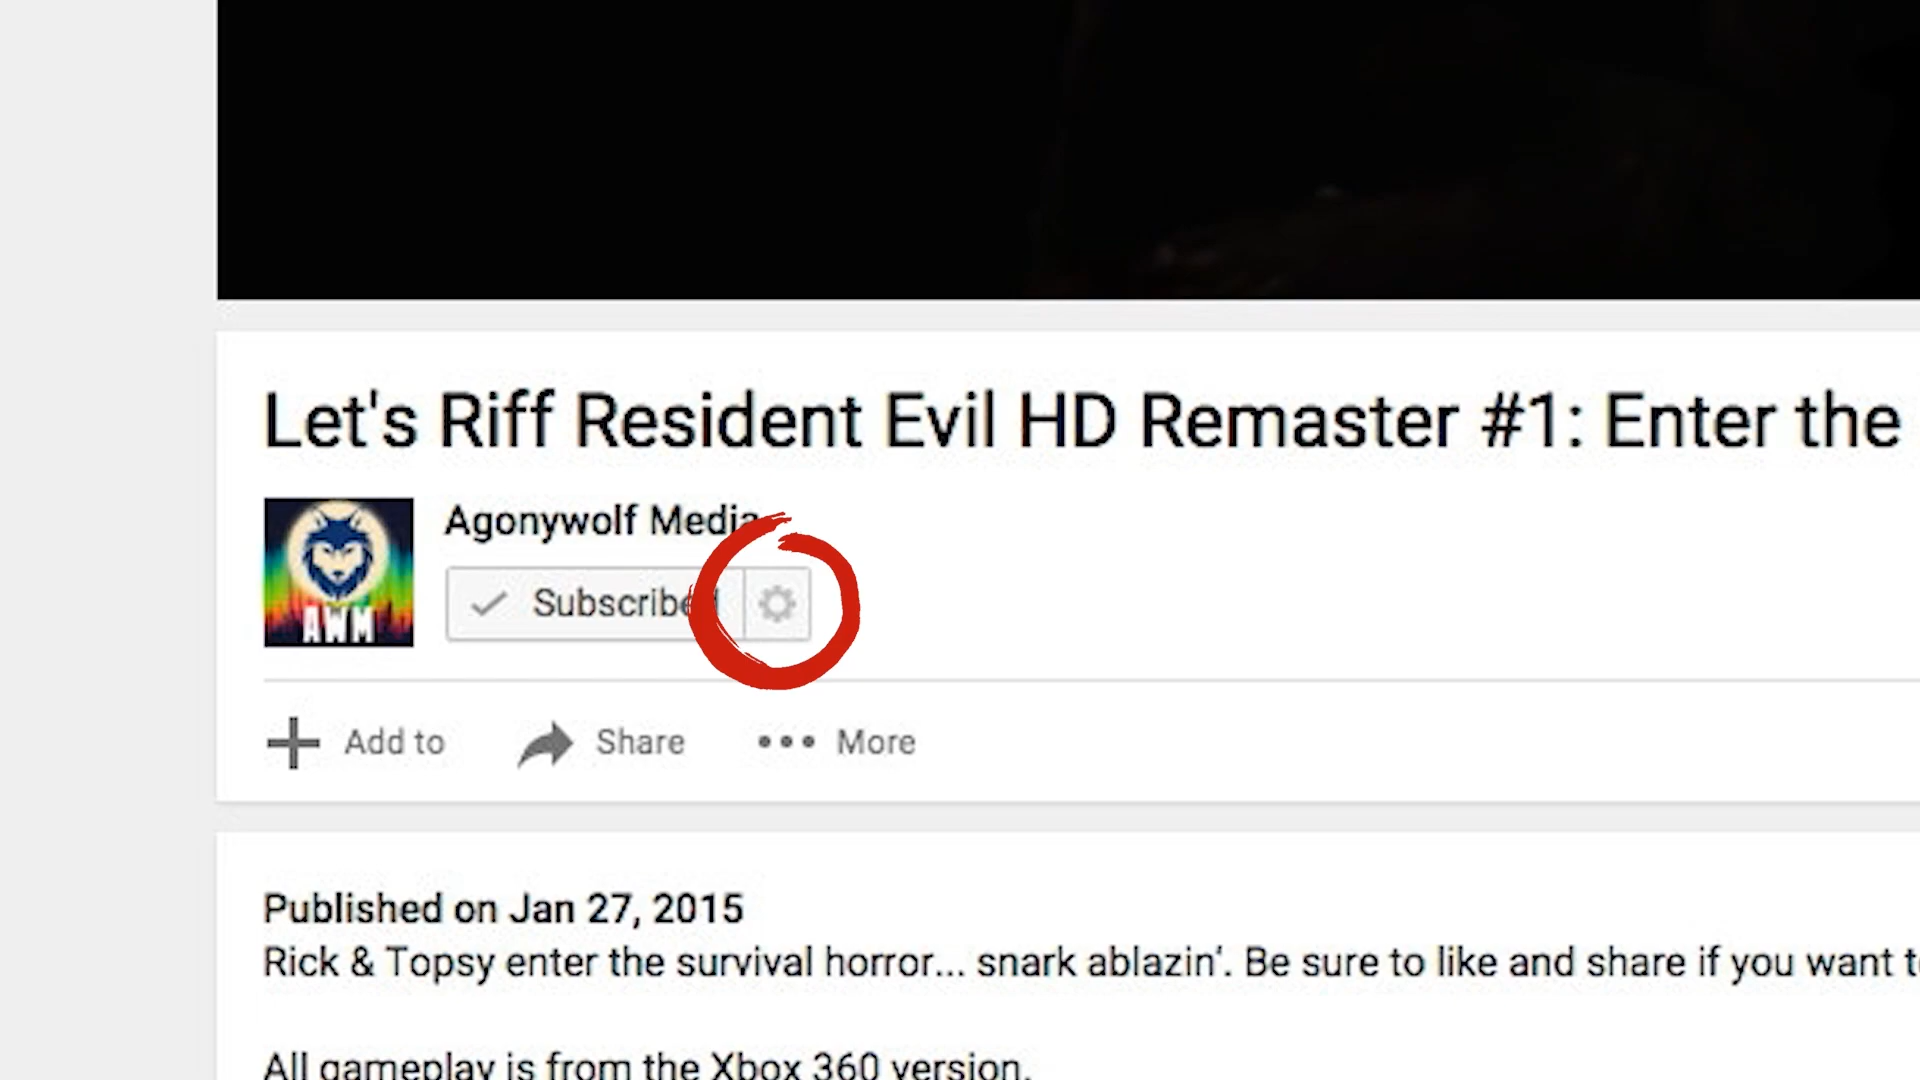 Let's Riff Resident Evil HD Remaster #1: Enter the
Agonywolf Media
AWM
Subscribed
Add to
Share
More
Published on Jan 27, 2015
Rick & Topsy enter the survival horror... snark ablazin‘. Be sure to like and share if you want
All gameplay is from the Xbox 360 version.